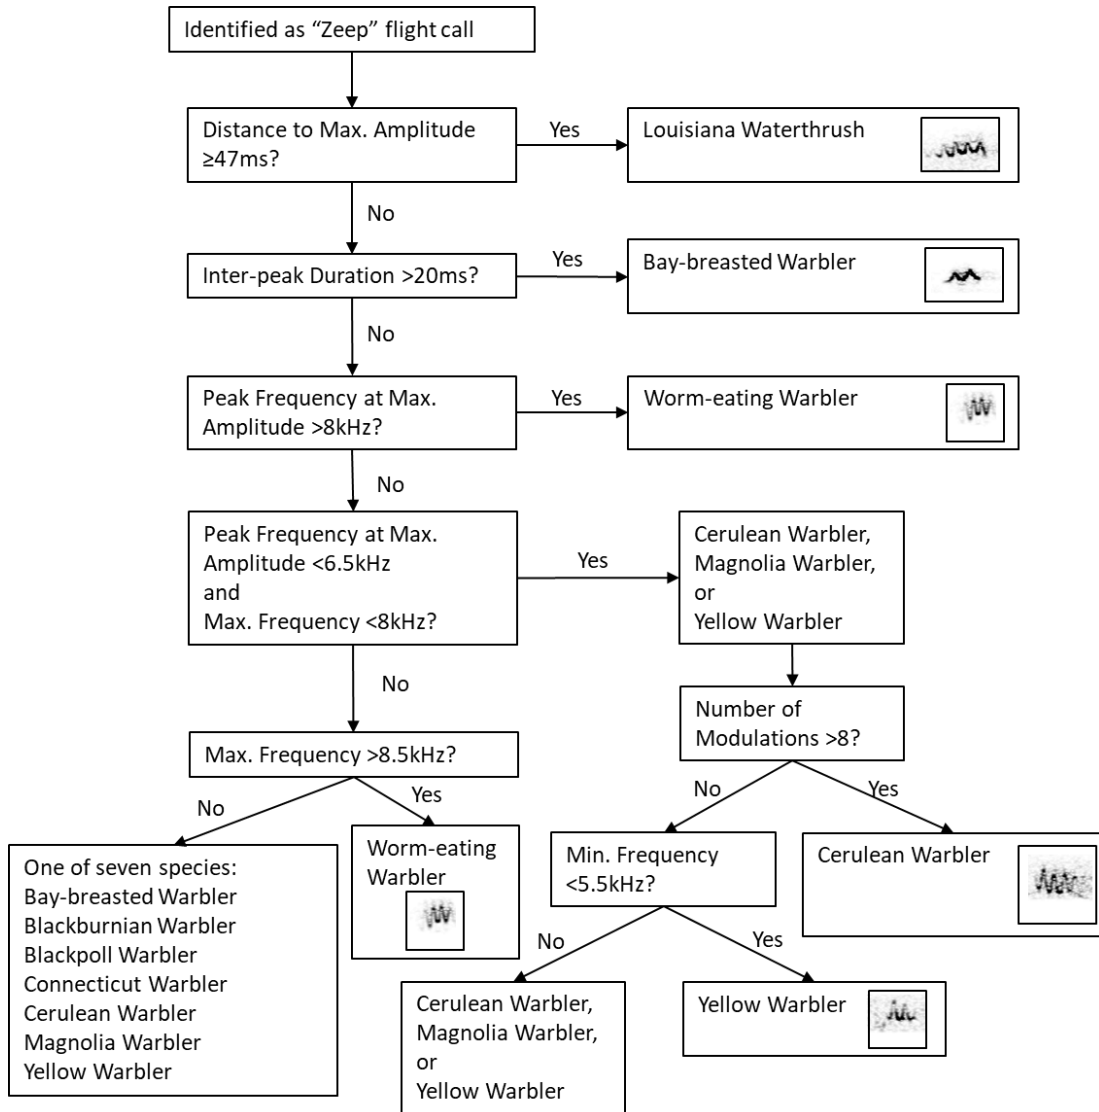 Identified as “Zeep” flight call
Distance to Max. Amplitude
≥47ms?
Yes
Louisiana Waterthrush
No
Inter-peak Duration >20ms?
Yes
Bay-breasted Warbler
No
Peak Frequency at Max.
Amplitude >8kHz?
Yes
Worm-eating Warbler
No
Peak Frequency at Max.
Amplitude <6.5kHz
and
Max. Frequency <8kHz?
Yes
Cerulean Warbler,
Magnolia Warbler,
or
Yellow Warbler
No
Number of
Modulations >8?
Max. Frequency >8.5kHz?
No
Yes
No
Yes
One of seven species:
Bay-breasted Warbler
Blackburnian Warbler
Blackpoll Warbler
Connecticut Warbler
Cerulean Warbler
Magnolia Warbler
Yellow Warbler
Worm-eating
Warbler
Min. Frequency
<5.5kHz?
Cerulean Warbler
No
Yes
Cerulean Warbler,
Magnolia Warbler,
or
Yellow Warbler
Yellow Warbler